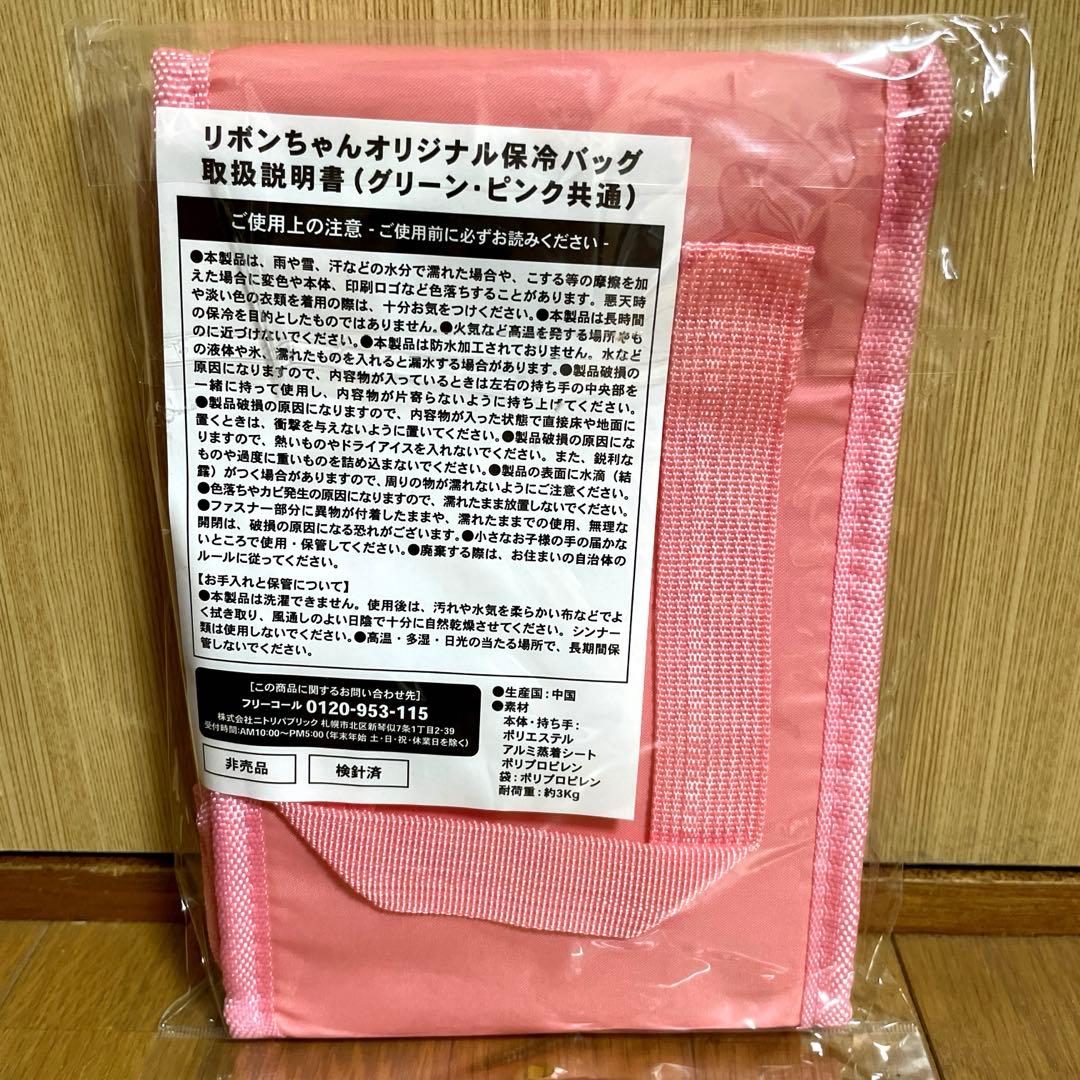 リボンちゃんオリジナル保冷バッグ
取扱説明書(グリーン・ピンク共通)
ご使用上の注意 - ご使用前に必ずお読みください -
●本製品は、雨や雪、汗などの水分で濡れた場合や、こする等の摩擦を加
えた場合に変色や本体、印刷ロゴなど色落ちすることがあります。悪天時
や淡い色の衣類を着用の際は、十分お気をつけください。●本製品は長時間
の保冷を目的としたものではありません。●火気など高温を発する場所やも
のに近づけないでください。●本製品は防水加工されておりません。水など
の液体や氷、濡れたものを入れると漏水する場合があります。●製品破損の
原因になりますので、内容物が入っているときは左右の持ち手の中央部を
一緒に持って使用し、内容物が片寄らないように持ち上げてください。
●製品破損の原因になりますので、内容物が入った状態で直接床や地面に
置くときは、衝撃を与えないように置いてください。●製品破損の原因にな
りますので、熱いものやドライアイスを入れないでください。また、鋭利な
ものや過度に重いものを詰め込まないでください。●製品の表面に水滴(結
露)がつく場合がありますので、周りの物が濡れないようにご注意ください。
●色落ちやカビ発生の原因になりますので、濡れたまま放置しないでください。
●ファスナー部分に異物が付着したままや、濡れたままでの使用、無理な
開閉は、破損の原因になる恐れがございます。●小さなお子様の手の届かな
いところで使用・保管してください。●廃棄する際は、お住まいの自治体の
ルールに従ってください。
【お手入れと保管について】
●本製品は洗濯できません。使用後は、汚れや水気を柔らかい布などでよ
く拭き取り、風通しのよい日陰で十分に自然乾燥させてください。シンナー
類は使用しないでください。●高温・多湿・日光の当たる場所で、長期間保
管しないでください。
[この商品に関するお問い合わせ先]
フリーコール 0120-953-115
株式会社ニトリパブリック 札幌市北区新琴似7条1丁目2-39
受付時間:AM10:00〜PM5:00(年末年始 土・日・祝・休業日を除く)
非売品 検針済
●生産国:中国
●素材
本体・持ち手:
ポリエステル
アルミ蒸着シート
ポリプロピレン
袋:ポリプロピレン
耐荷重:約3Kg